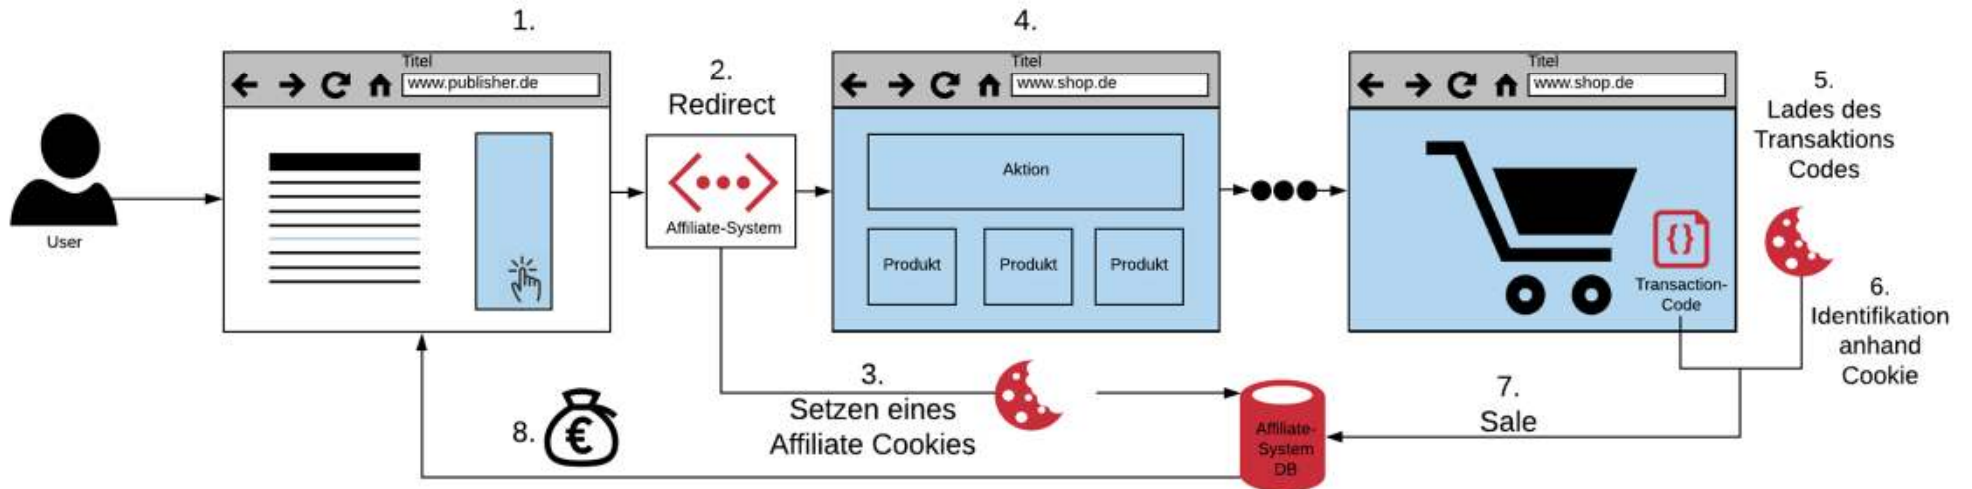 1.
Titel
www.publisher.de
User
2.
Redirect
Affiliate-System
4.
Titel
www.shop.de
Aktion
Produkt
Produkt
Produkt
Titel
www.shop.de
Transaction-
Code
5.
Lades des
Transaktions
Codes
6.
Identifikation
anhand
Cookie
3.
Setzen eines
Affiliate Cookies
7.
Sale
Affiliate-
System
DB
8.
€